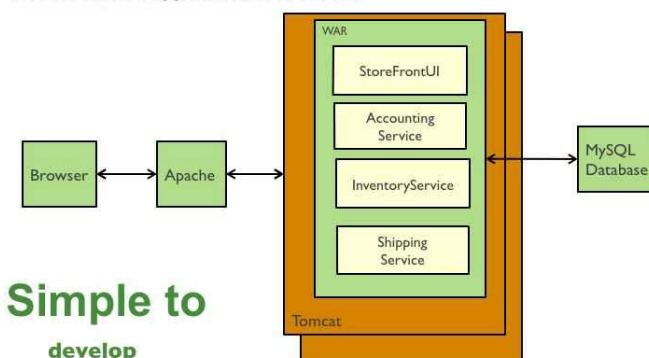 WAR
StoreFrontUI
Accounting
Service
InventoryService
Shipping
Service
Tomcat
Browser
Apache
MySQL
Database
Simple to
develop